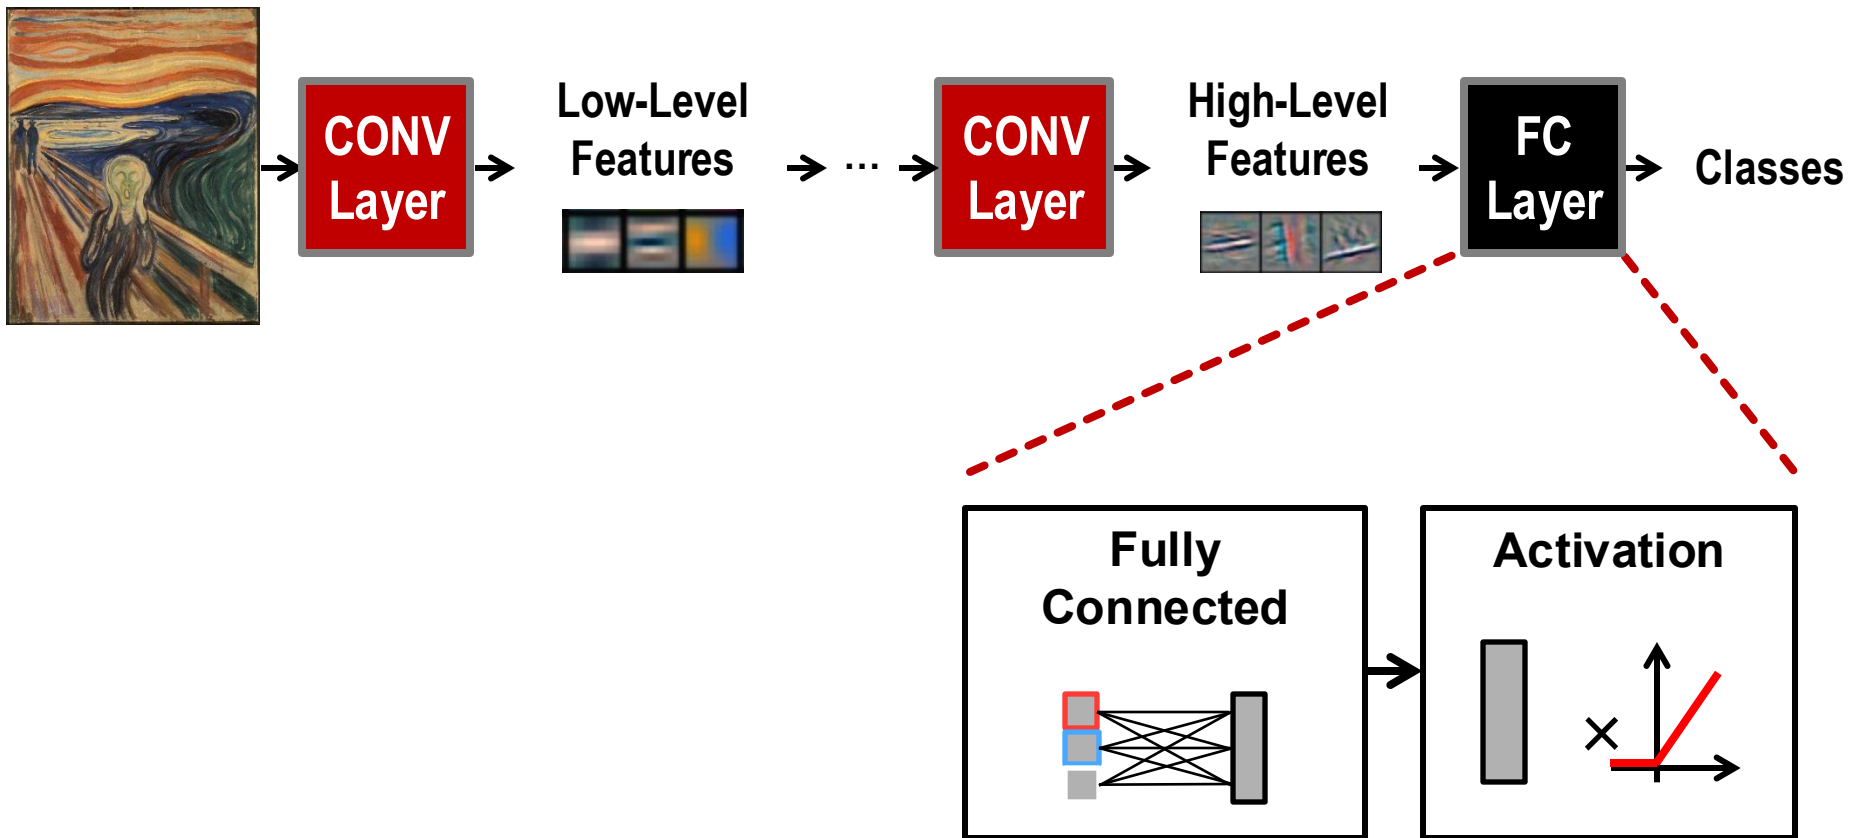 CONV
Layer
Low-Level
Features
...
CONV
Layer
High-Level
Features
FC
Layer
Classes
Fully
Connected
Activation